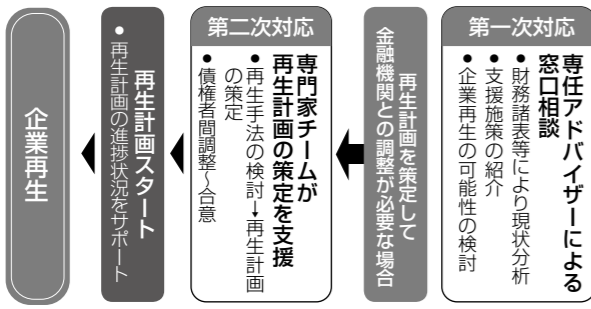 第一次対応
専任アドバイザーによる
窓口相談
●財務諸表等により現状分析
●支援施策の紹介
●企業再生の可能性の検討
再生計画を策定して
金融機関との調整が必要な場合
第二次対応
専門家チームが
再生計画の策定を支援
●再生手法の検討→再生計画
の策定
●債権者間調整〜合意
再生計画スタート
●再生計画の進捗状況をサポート
企業再生